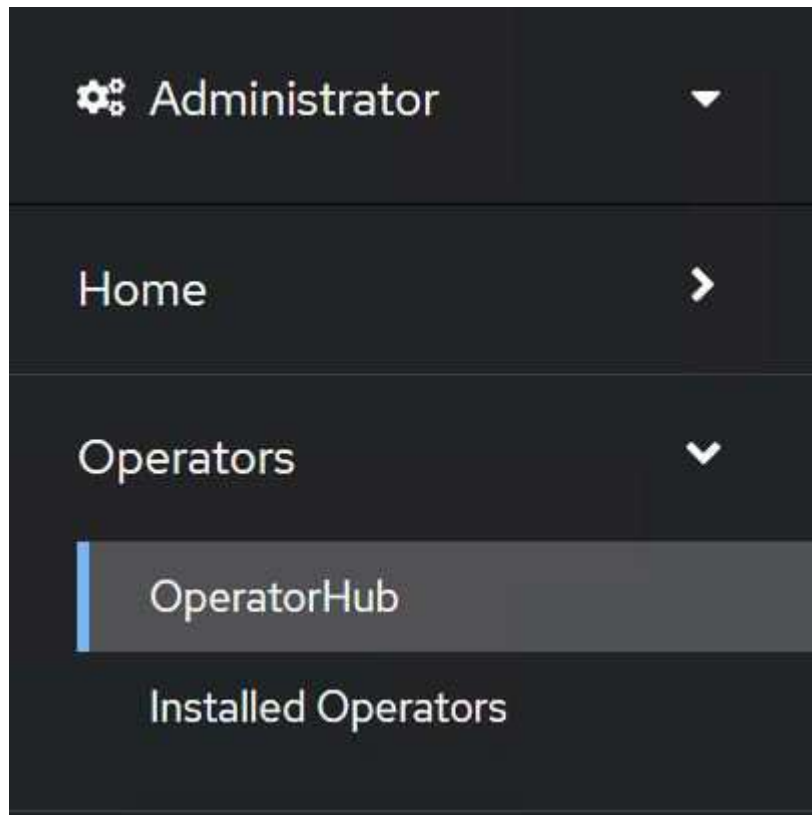 Administrator
Home
Operators
OperatorHub
Installed Operators